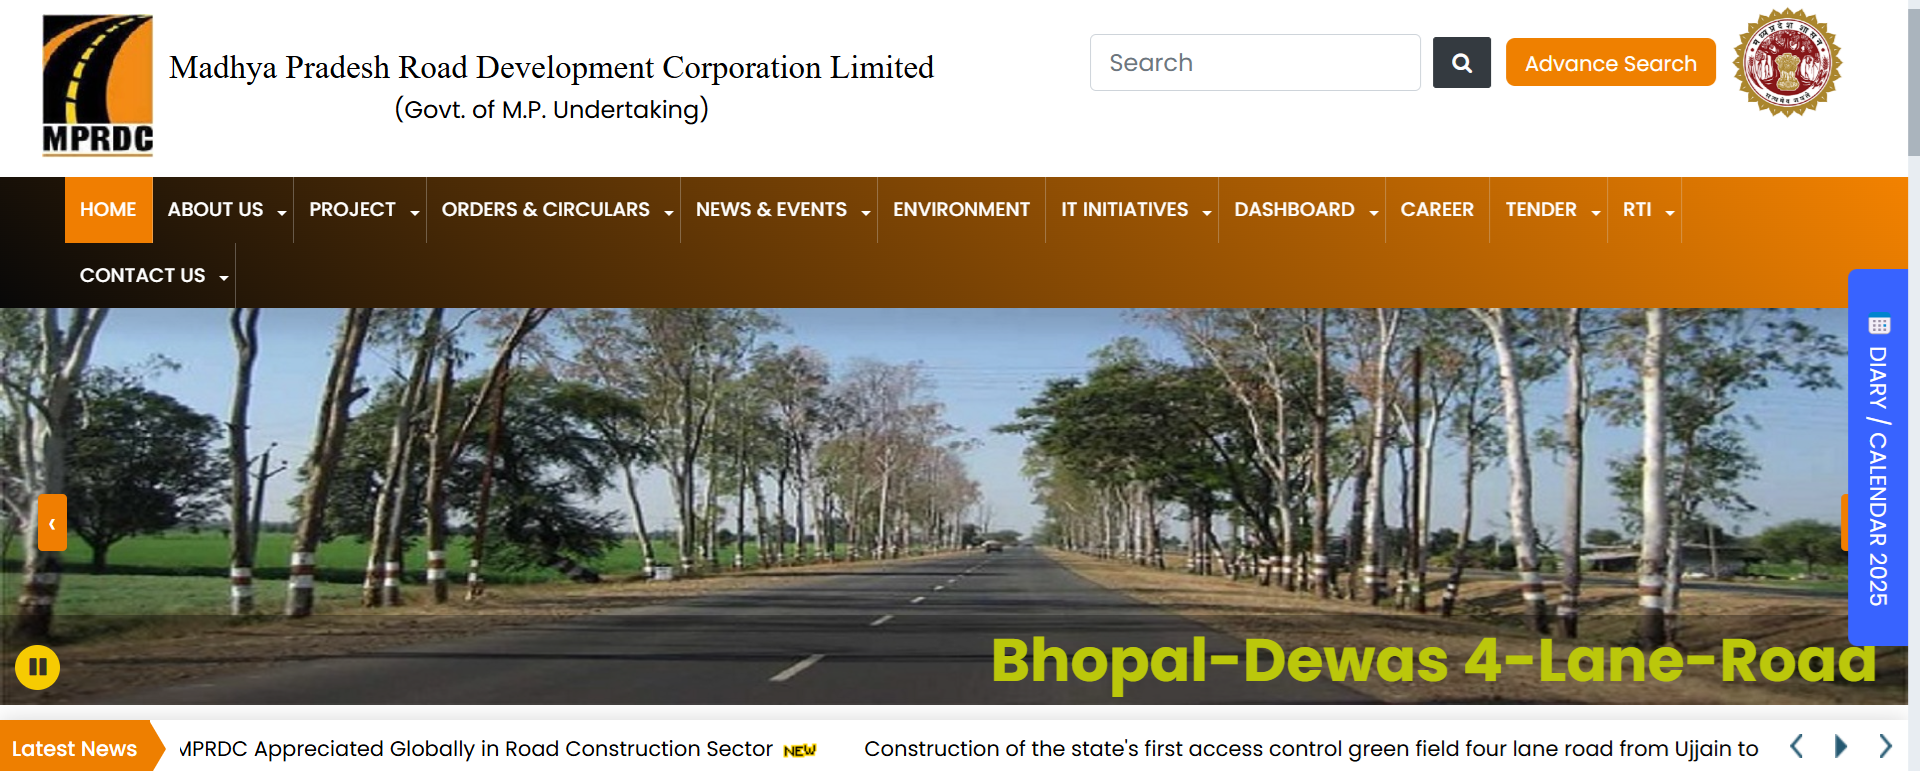 MPRDC
Madhya Pradesh Road Development Corporation Limited
(Govt. of M.P. Undertaking)
Search
Advance Search
HOME
ABOUT US
PROJECT
ORDERS & CIRCULARS
NEWS & EVENTS
ENVIRONMENT
IT INITIATIVES
DASHBOARD
CAREER
TENDER
RTI
CONTACT US
DIARY / CALENDAR 2025
Bhopal-Dewas 4-Lane-Road
Latest News
MPRDC Appreciated Globally in Road Construction Sector NEW
Construction of the state's first access control green field four lane road from Ujjain to